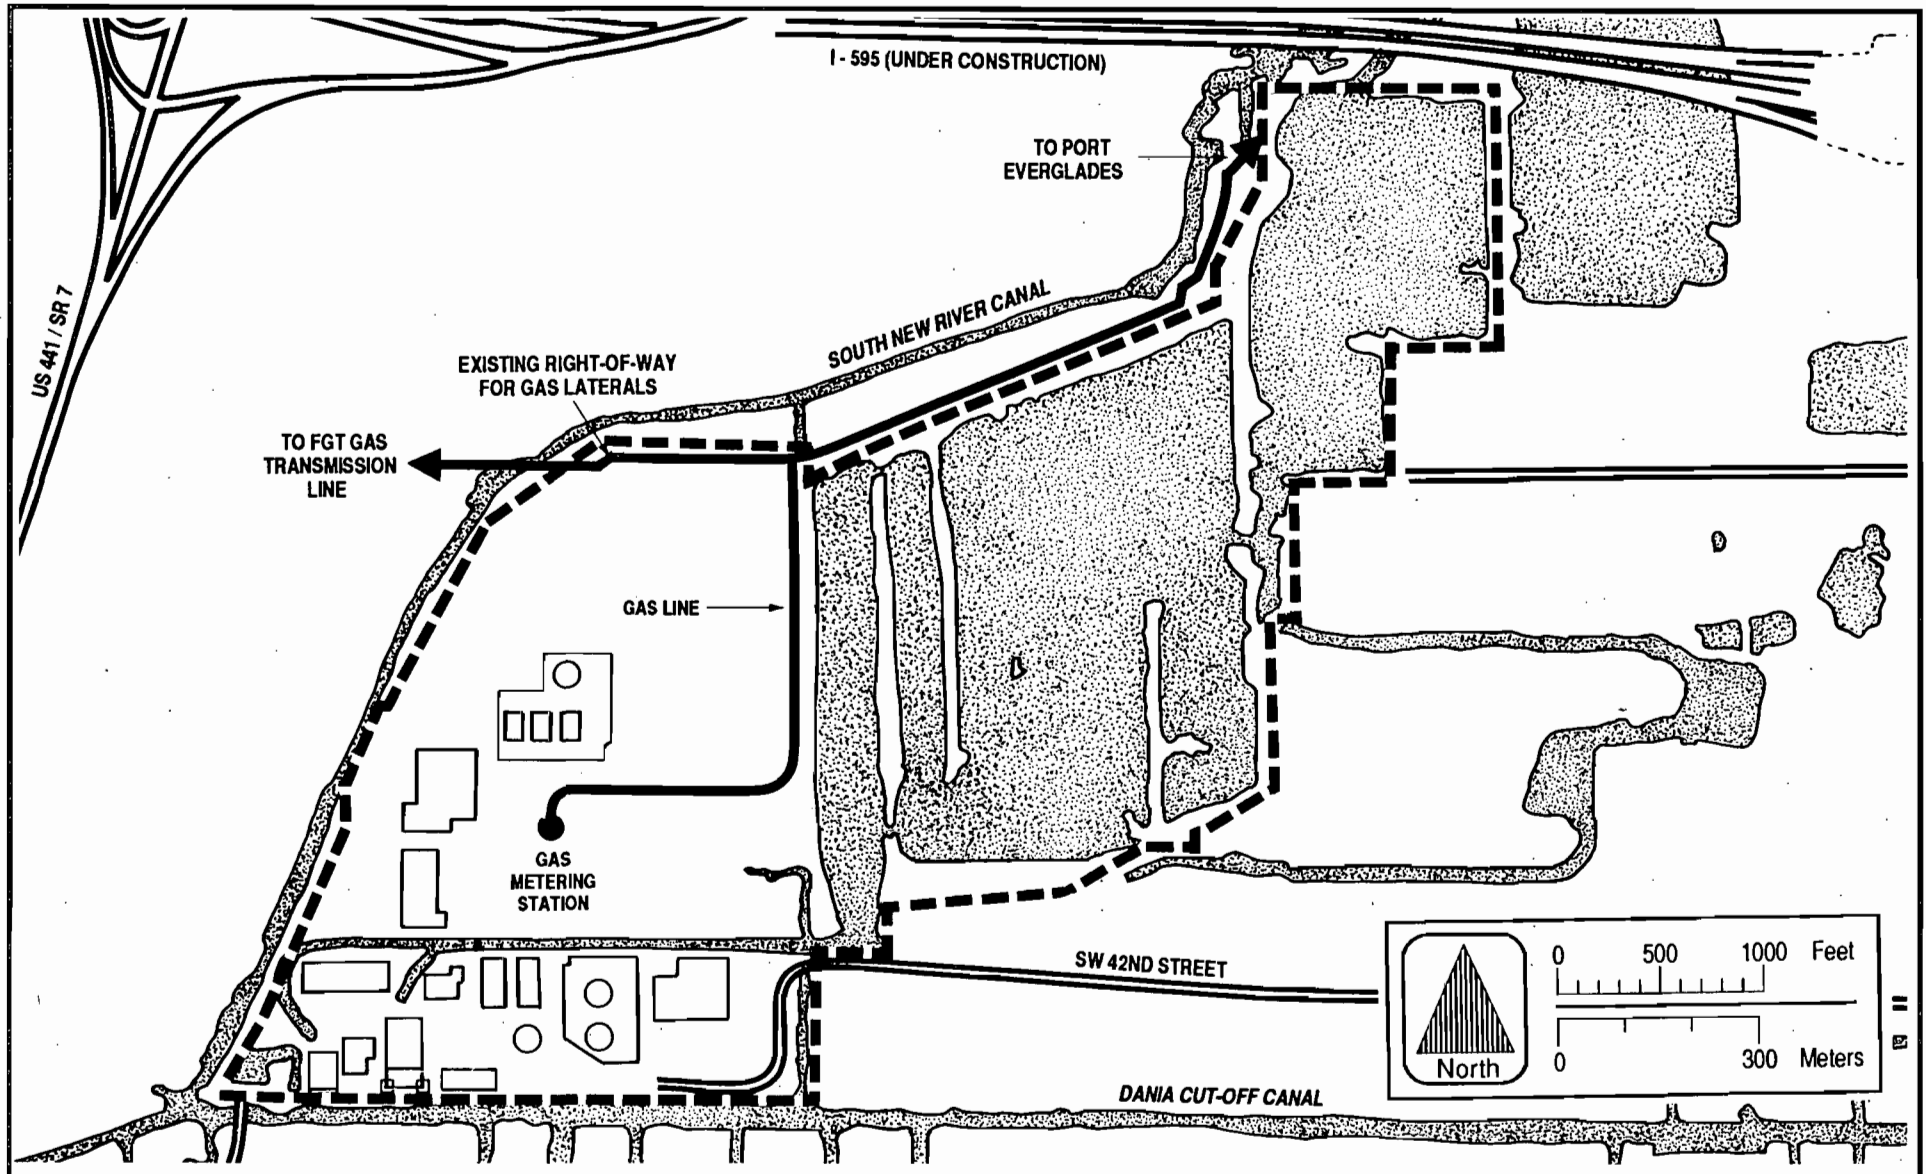 I - 595 (UNDER CONSTRUCTION)
TO PORT
EVERGLADES
US 441 / SR 7
SOUTH NEW RIVER CANAL
EXISTING RIGHT-OF-WAY
FOR GAS LATERALS
TO FGT GAS
TRANSMISSION
LINE
GAS LINE
GAS
METERING
STATION
SW 42ND STREET
DANIA CUT-OFF CANAL
North
0 500 1000 Feet
0 300 Meters